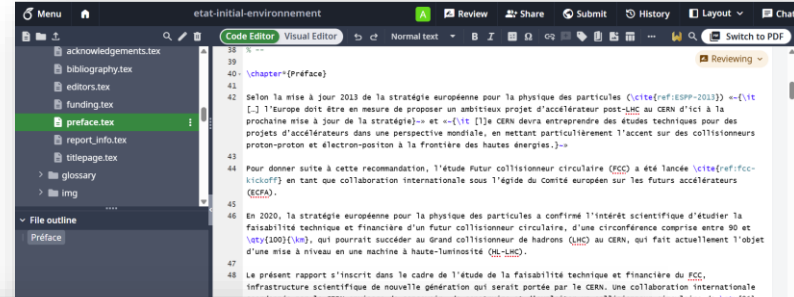 Menu
etat-initial-environnement
A
Review
Share
Submit
History
Layout
Chat
Code Editor
Visual Editor
Normal text
B I
Switch to PDF
Reviewing
acknowledgements.tex
bibliography.tex
editors.tex
funding.tex
preface.tex
report_info.tex
titlepage.tex
glossary
img
File outline
Préface
38 % --
39
40 \chapter*{Préface}
41
42 Selon la mise à jour 2013 de la stratégie européenne pour la physique des particules (\cite{ref:ESPP-2013}) «~{\it
[…] l'Europe doit être en mesure de proposer un ambitieux projet d'accélérateur post-LHC au CERN d'ici à la
prochaine mise à jour de la stratégie}~» et «~{\it [l]e CERN devra entreprendre des études techniques pour des
projets d'accélérateurs dans une perspective mondiale, en mettant particulièrement l'accent sur des collisionneurs
proton-proton et électron-positon à la frontière des hautes énergies.}~»
43
44 Pour donner suite à cette recommandation, l'étude Futur collisionneur circulaire (FCC) a été lancée \cite{ref:fcc-
kickoff} en tant que collaboration internationale sous l'égide du Comité européen sur les futurs accélérateurs
(ECFA).
45
46 En 2020, la stratégie européenne pour la physique des particules a confirmé l'intérêt scientifique d'étudier la
faisabilité technique et financière d'un futur collisionneur circulaire, d'une circonférence comprise entre 90 et
\qty{100}{\km}, qui pourrait succéder au Grand collisionneur de hadrons (LHC) au CERN, qui fait actuellement l'objet
d'une mise à niveau en une machine à haute-luminosité (HL-LHC).
47
48 Le présent rapport s'inscrit dans le cadre de l'étude de la faisabilité technique et financière du FCC,
infrastructure scientifique de nouvelle génération qui serait portée par le CERN. Une collaboration internationale